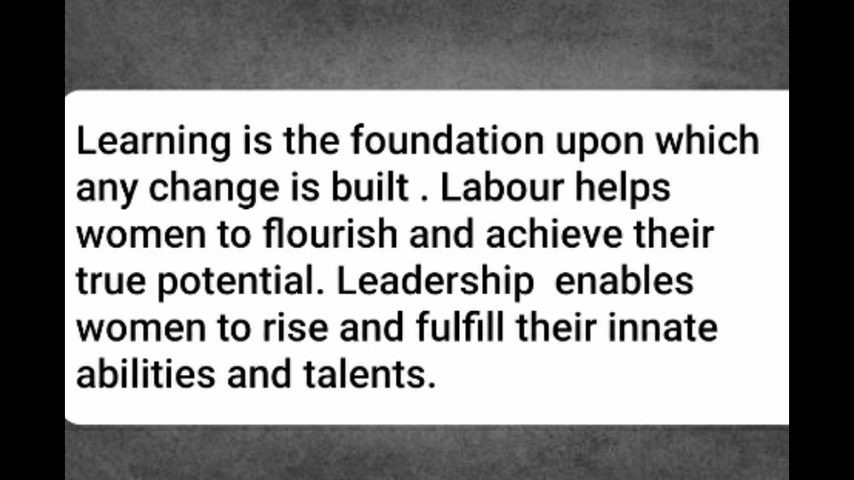 Learning is the foundation upon which
any change is built . Labour helps
women to flourish and achieve their
true potential. Leadership  enables
women to rise and fulfill their innate
abilities and talents.